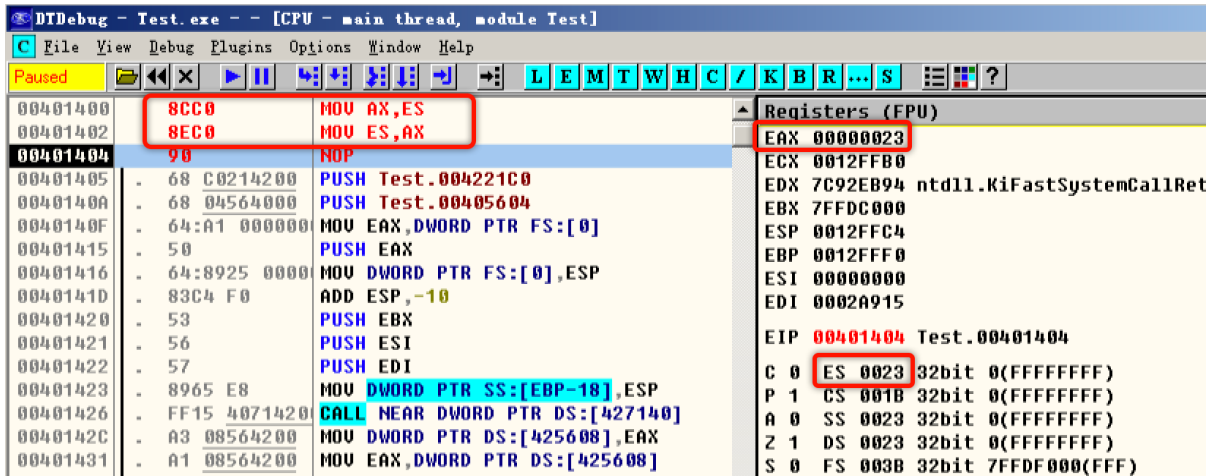 DTDebug - Test.exe - - [CPU - main thread, module Test]
C File View Debug Plugins Options Window Help
Paused L E M T W H C / K B R ... S ?
00401400 8CC0 MOV AX,ES
00401402 8EC0 MOV ES,AX
00401404 90 NOP
00401405 . 68 C0214200 PUSH Test.004221C0
0040140A . 68 04564000 PUSH Test.00405604
0040140F . 64:A1 000000 MOV EAX,DWORD PTR FS:[0]
00401415 . 50 PUSH EAX
00401416 . 64:8925 0000 MOV DWORD PTR FS:[0],ESP
0040141D . 83C4 F0 ADD ESP,-10
00401420 . 53 PUSH EBX
00401421 . 56 PUSH ESI
00401422 . 57 PUSH EDI
00401423 . 8965 E8 MOV DWORD PTR SS:[EBP-18],ESP
00401426 . FF15 40714200 CALL NEAR DWORD PTR DS:[427140]
0040142C . A3 08564200 MOV DWORD PTR DS:[425608],EAX
00401431 . A1 08564200 MOV EAX,DWORD PTR DS:[425608]
Registers (FPU)
EAX 00000023
ECX 0012FFB0
EDX 7C92EB94 ntdll.KiFastSystemCallRet
EBX 7FFDC000
ESP 0012FFC4
EBP 0012FFF0
ESI 00000000
EDI 0002A915
EIP 00401404 Test.00401404
C 0 ES 0023 32bit 0(FFFFFFFF)
P 1 CS 001B 32bit 0(FFFFFFFF)
A 0 SS 0023 32bit 0(FFFFFFFF)
Z 1 DS 0023 32bit 0(FFFFFFFF)
S 0 FS 003B 32bit 7FFDF000(FFF)